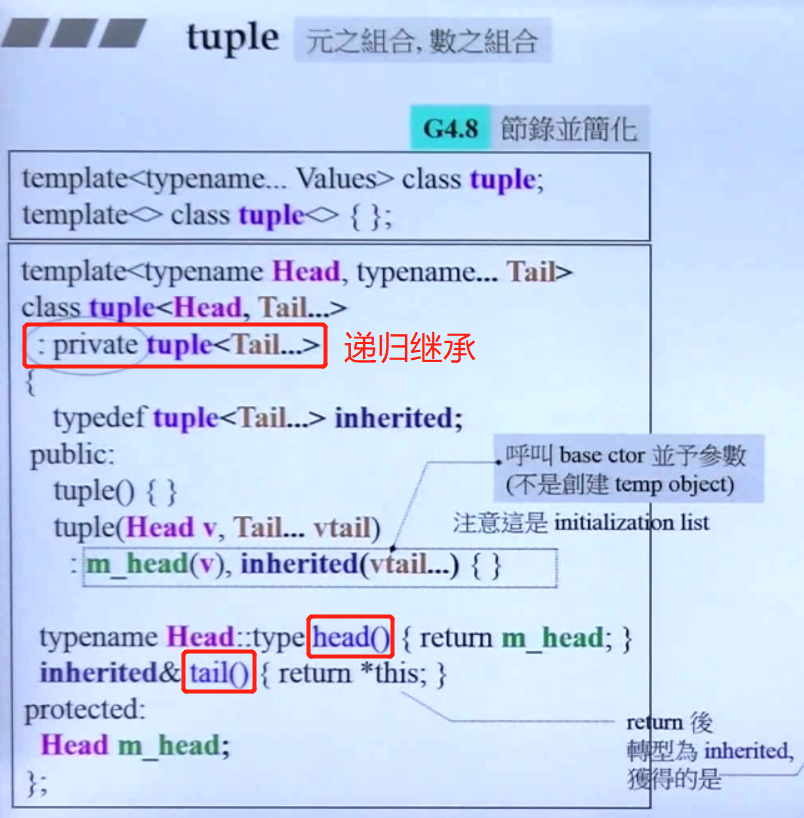 tuple 元之組合, 數之組合
G4.8 節錄並簡化
template<typename... Values> class tuple;
template<> class tuple<> { };
template<typename Head, typename... Tail>
class tuple<Head, Tail...>
: private tuple<Tail...> 递归继承
{
typedef tuple<Tail...> inherited;
public:
呼叫 base ctor 並予參數
(不是創建 temp object)
tuple() { }
tuple(Head v, Tail... vtail)
注意這是 initialization list
: m_head(v), inherited(vtail...) { }
typename Head::type head() { return m_head; }
inherited& tail() { return *this; }
protected:
Head m_head;
};
return 後
轉型為 inherited,
獲得的是